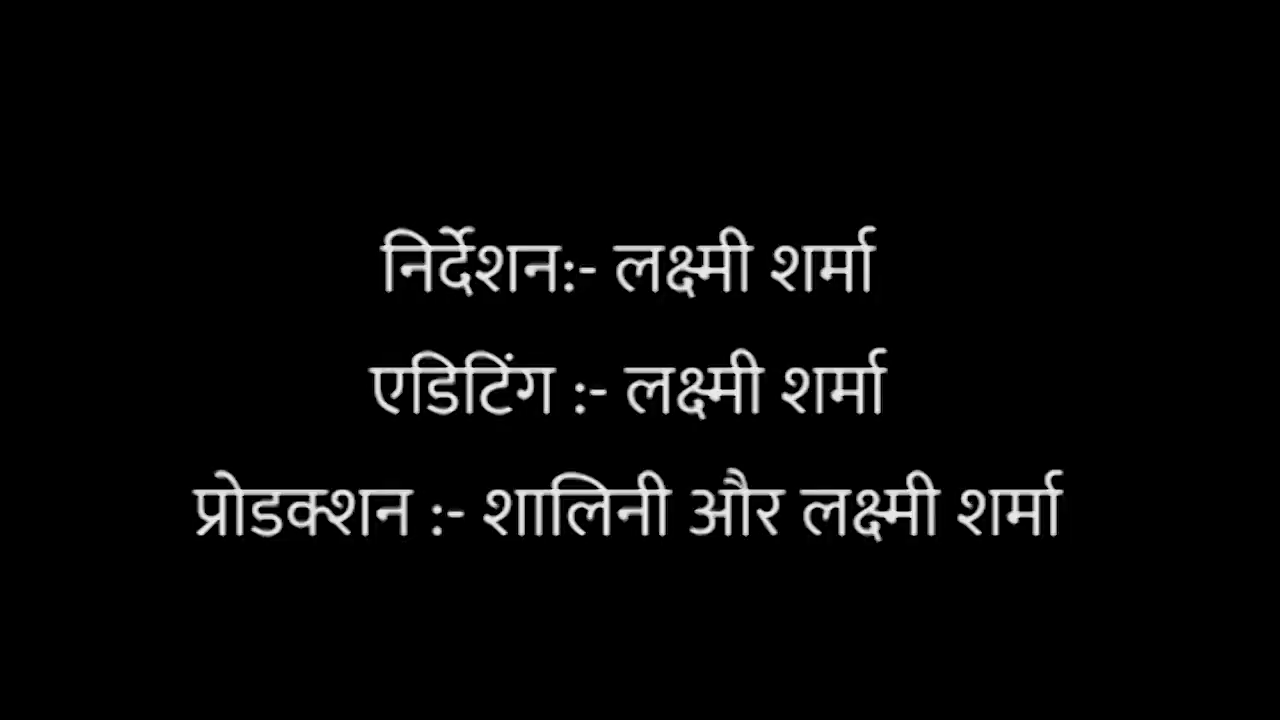 निर्देशन:- लक्ष्मी शर्मा
एडिटिंग :- लक्ष्मी शर्मा
प्रोडक्शन :- शालिनी और लक्ष्मी शर्मा